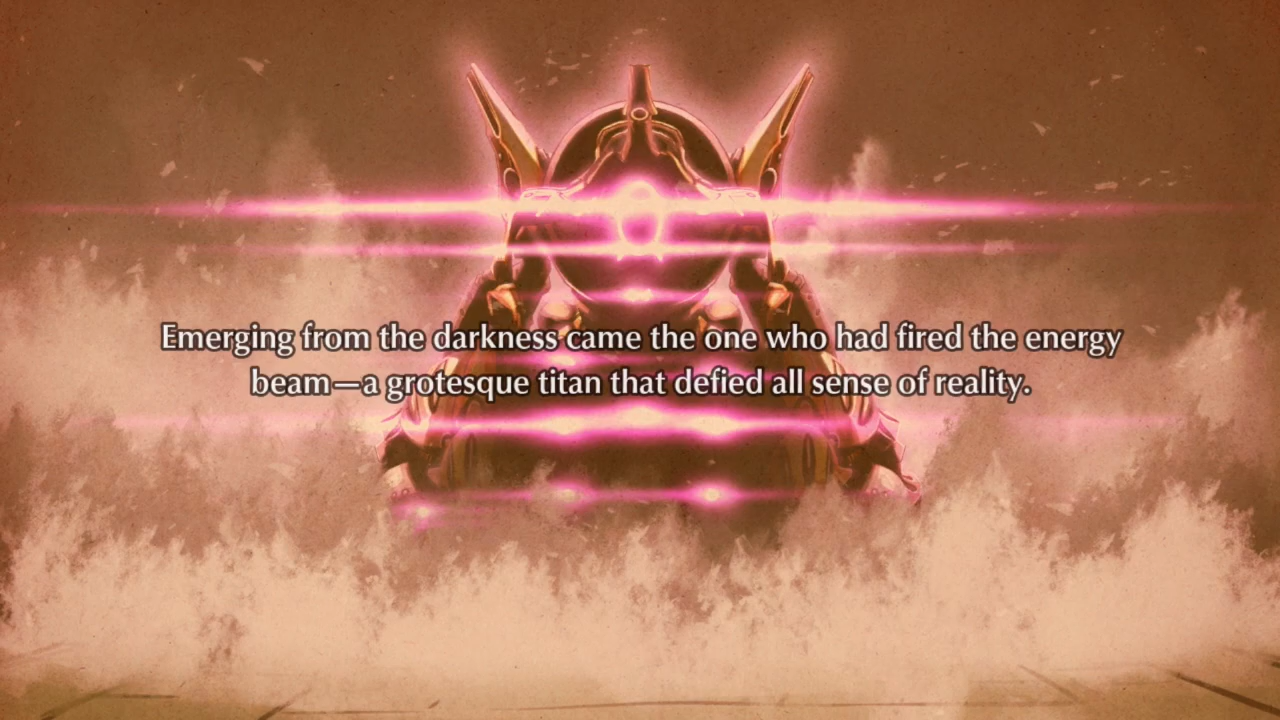 Emerging from the darkness came the one who had fired the energy
beam—a grotesque titan that defied all sense of reality.